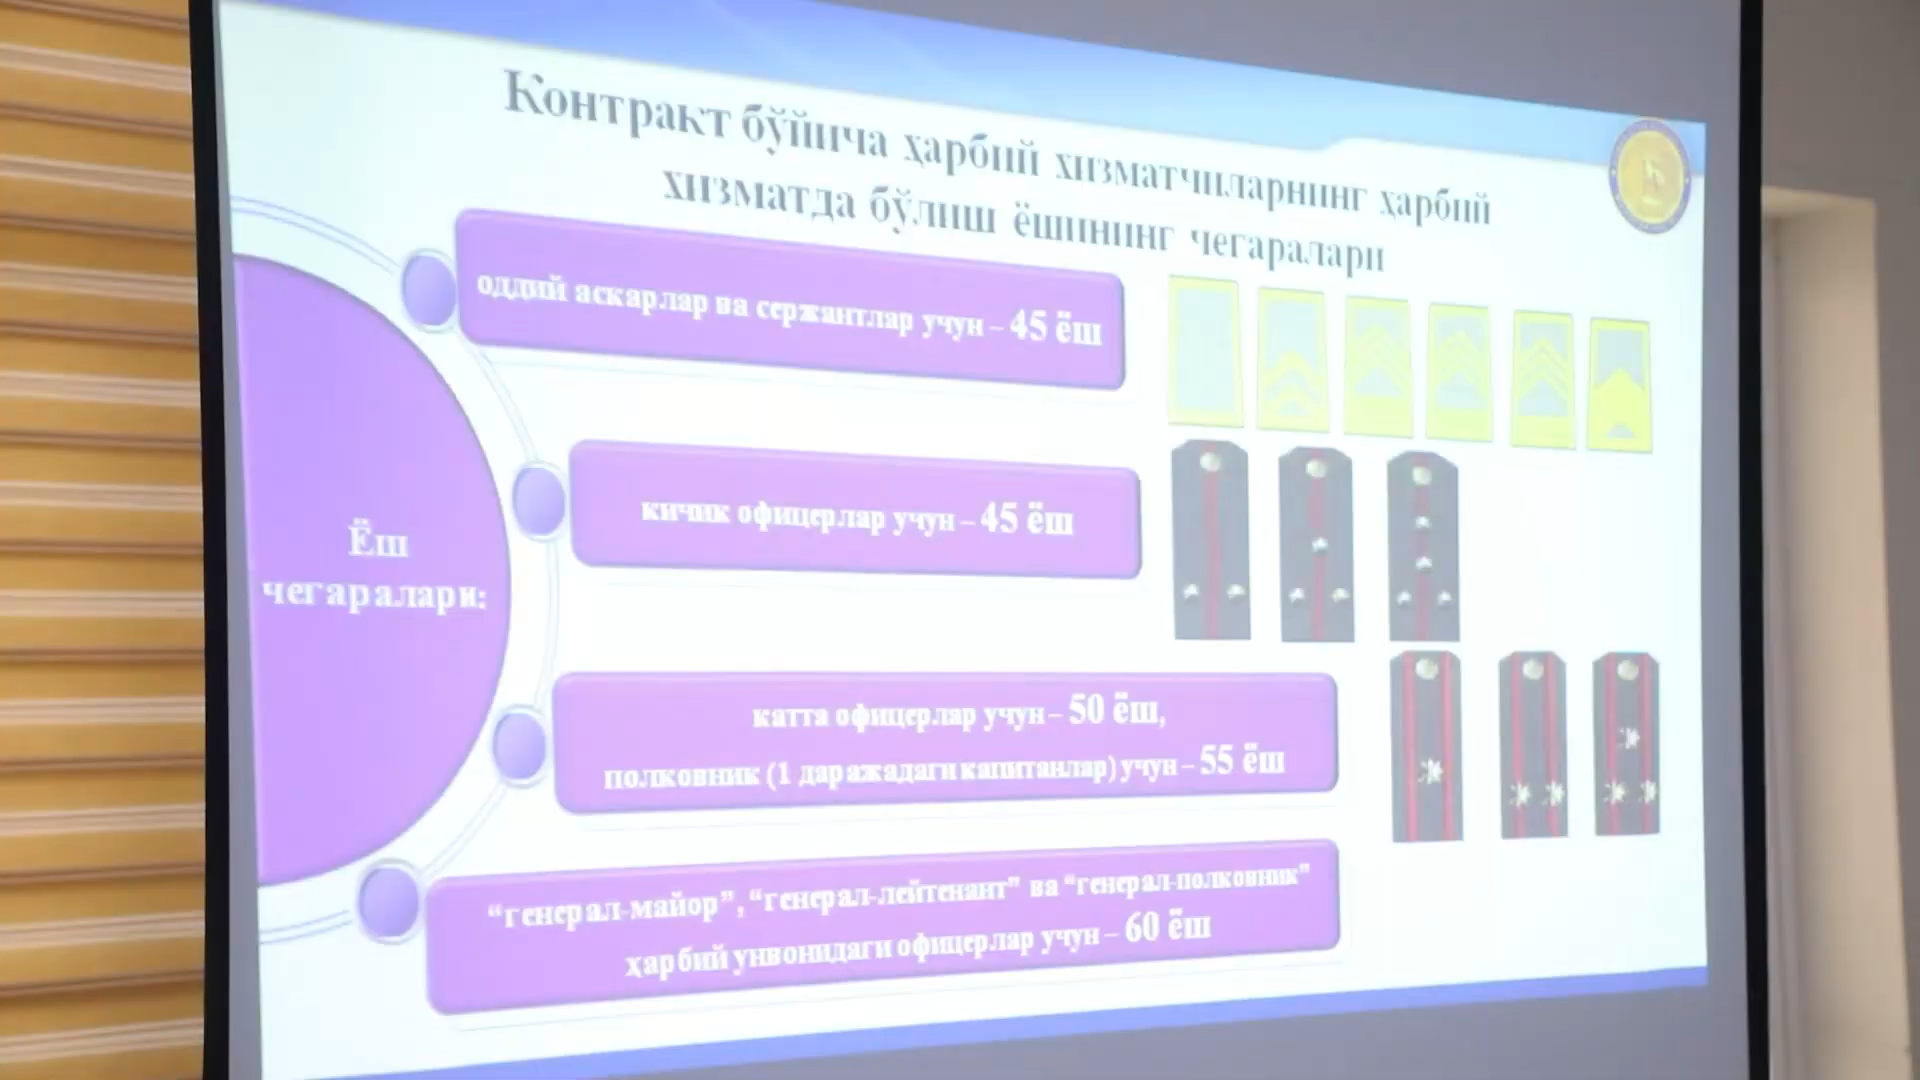 Контракт бўйича ҳарбий хизматчиларнинг ҳарбий
хизматда бўлиш ёшининг чегаралари
оддий аскарлар ва сержантлар учун – 45 ёш
кичик офицерлар учун – 45 ёш
Ёш
чегаралари:
катта офицерлар учун – 50 ёш,
полковник (1 даражадаги капитанлар) учун – 55 ёш
“генерал-майор”, “генерал-лейтенант” ва “генерал-полковник”
ҳарбий унвонидаги офицерлар учун – 60 ёш